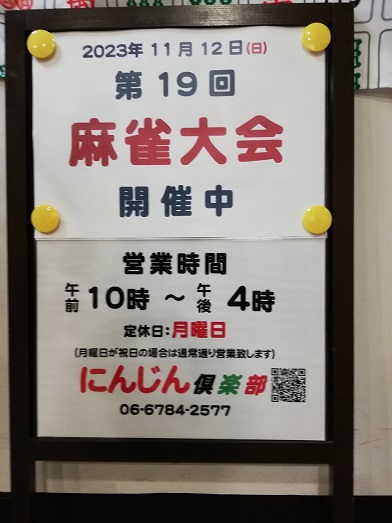 2023年11月12日(日)
第19回
麻雀大会
開催中
営業時間
午前10時～午後4時
定休日:月曜日
(月曜日が祝日の場合は通常通り営業致します)
にんじん倶楽部
06-6784-2577